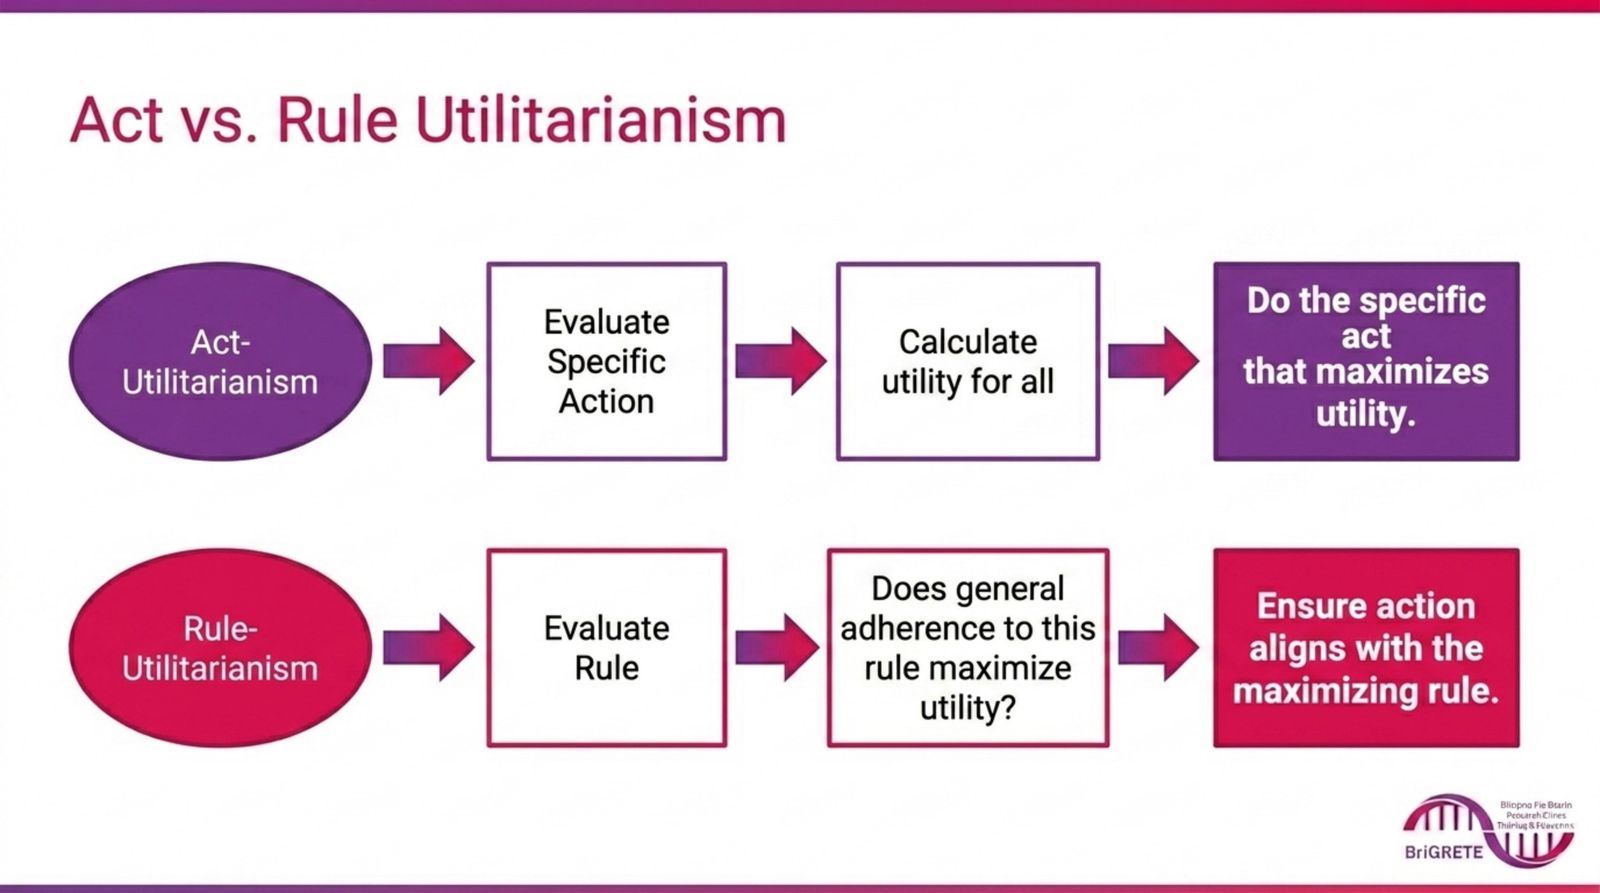 Act vs. Rule Utilitarianism
Act-
Utilitarianism
Evaluate
Specific
Action
Calculate
utility for all
Do the specific
act
that maximizes
utility.
Rule-
Utilitarianism
Evaluate
Rule
Does general
adherence to this
rule maximize
utility?
Ensure action
aligns with the
maximizing rule.
BriGRETE